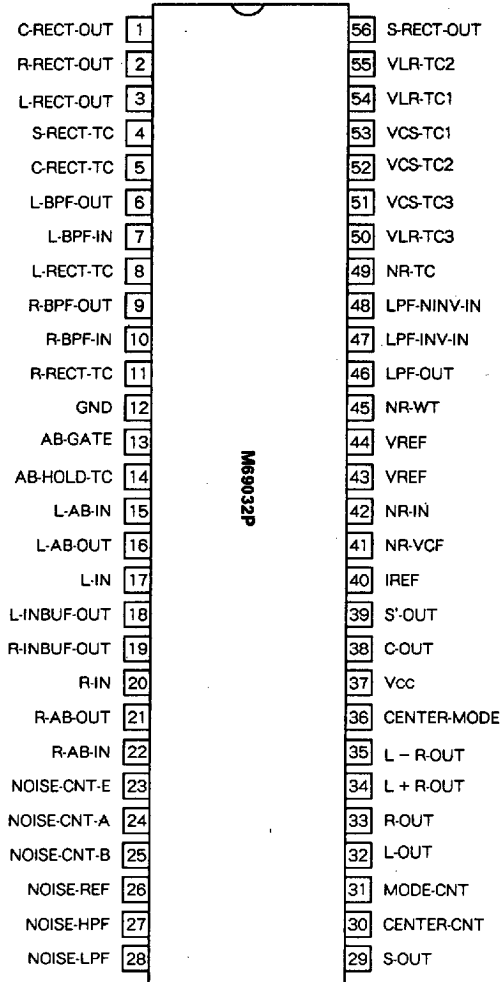 C-RECT-OUT 1
R-RECT-OUT 2
L-RECT-OUT 3
S-RECT-TC 4
C-RECT-TC 5
L-BPF-OUT 6
L-BPF-IN 7
L-RECT-TC 8
R-BPF-OUT 9
R-BPF-IN 10
R-RECT-TC 11
GND 12
AB-GATE 13
AB-HOLD-TC 14
L-AB-IN 15
L-AB-OUT 16
L-IN 17
L-INBUF-OUT 18
R-INBUF-OUT 19
R-IN 20
R-AB-OUT 21
R-AB-IN 22
NOISE-CNT-E 23
NOISE-CNT-A 24
NOISE-CNT-B 25
NOISE-REF 26
NOISE-HPF 27
NOISE-LPF 28
M69032P
56 S-RECT-OUT
55 VLR-TC2
54 VLR-TC1
53 VCS-TC1
52 VCS-TC2
51 VCS-TC3
50 VLR-TC3
49 NR-TC
48 LPF-NINV-IN
47 LPF-INV-IN
46 LPF-OUT
45 NR-WT
44 VREF
43 VREF
42 NR-IN
41 NR-VCF
40 IREF
39 S'-OUT
38 C-OUT
37 Vcc
36 CENTER-MODE
35 L – R-OUT
34 L + R-OUT
33 R-OUT
32 L-OUT
31 MODE-CNT
30 CENTER-CNT
29 S-OUT